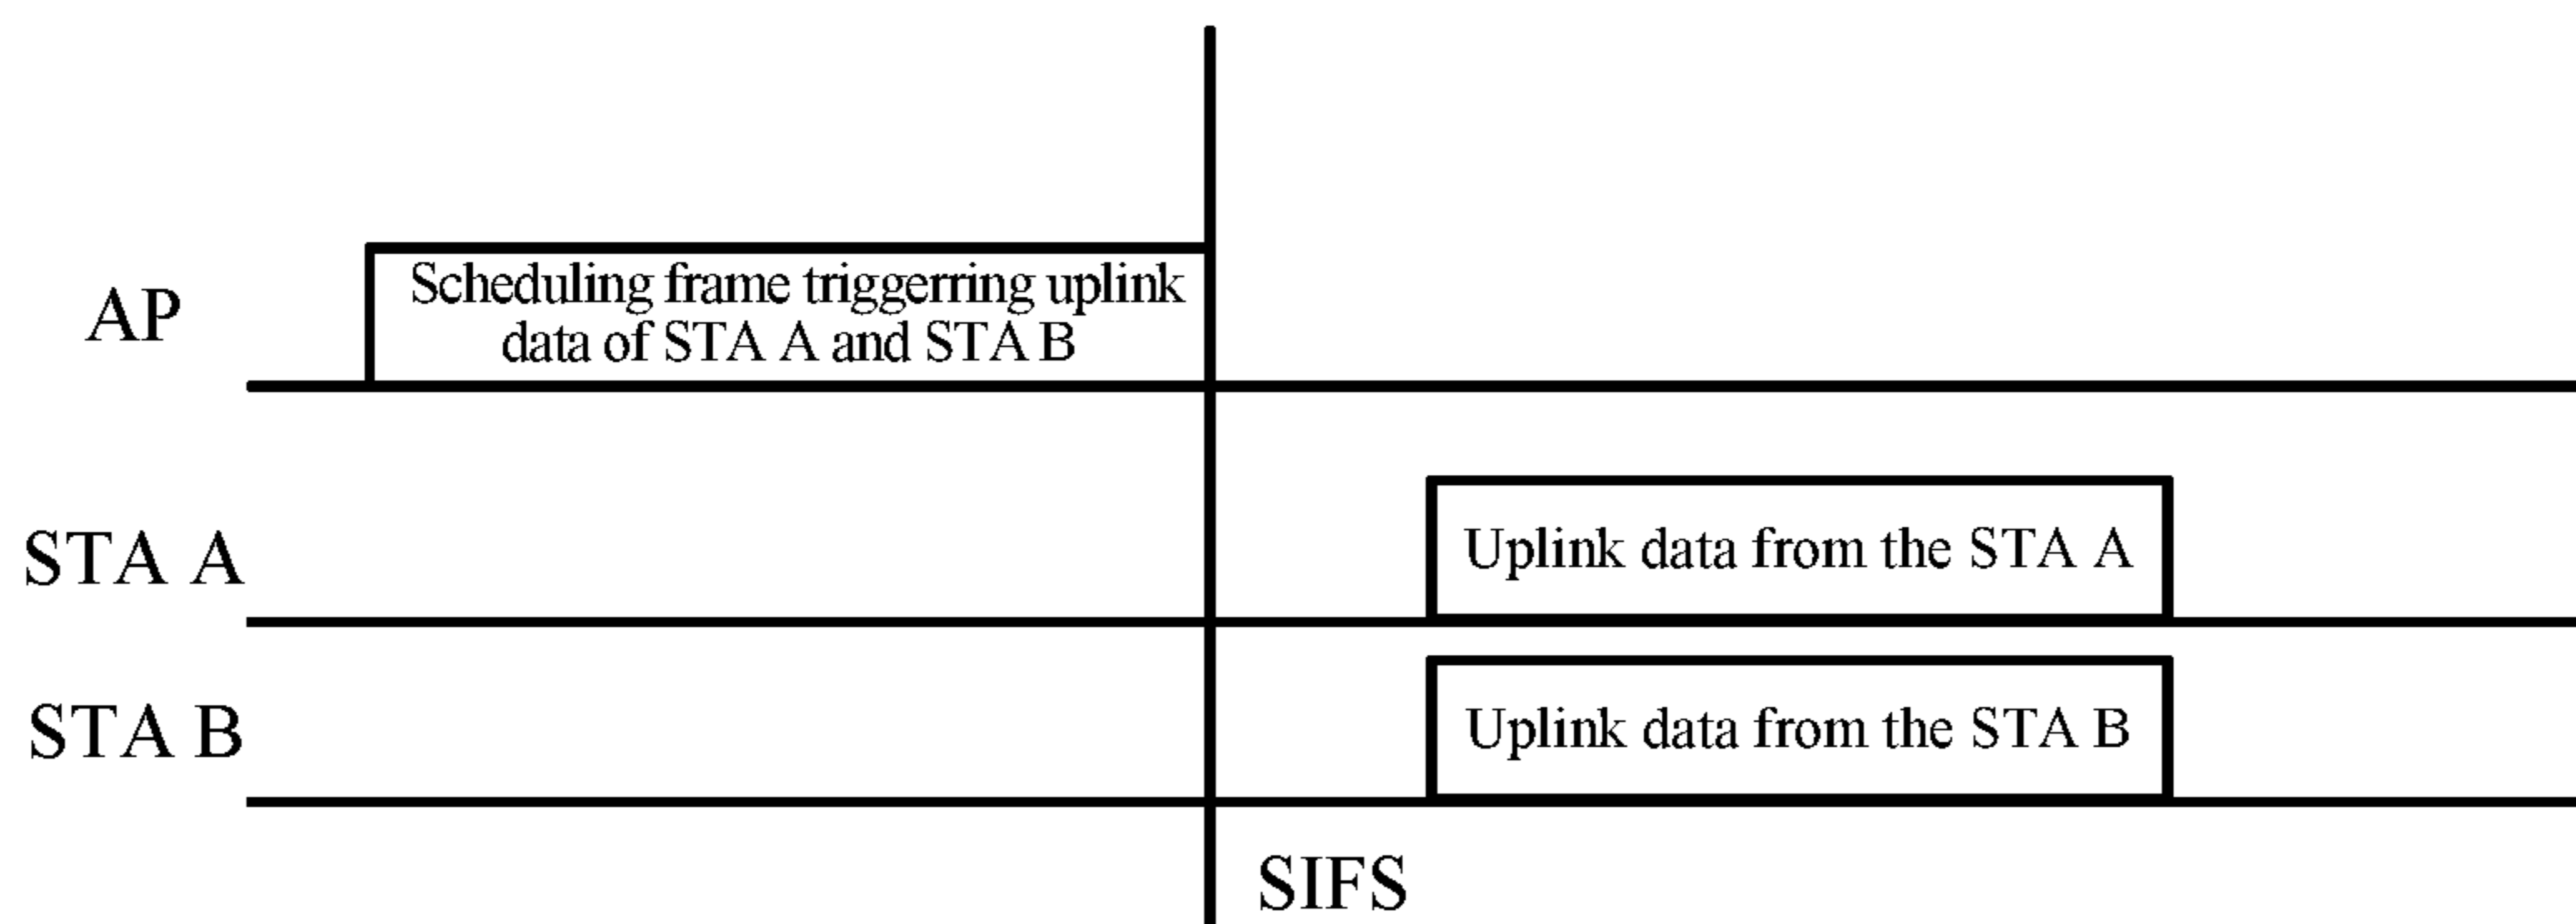 AP
Scheduling frame triggerring uplink
data of STA A and STA B
STA A
Uplink data from the STA A
STA B
Uplink data from the STA B
SIFS